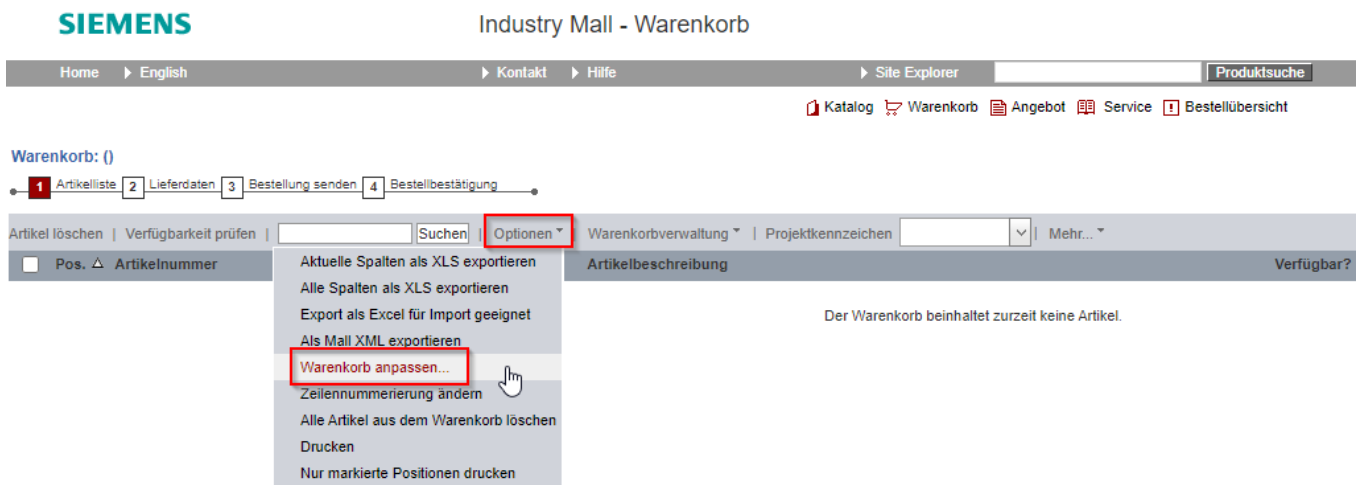 SIEMENS Industry Mall - Warenkorb
Home English Kontakt Hilfe Site Explorer Produktsuche
Katalog Warenkorb Angebot Service Bestellübersicht
Warenkorb: ()
1 Artikelliste 2 Lieferdaten 3 Bestellung senden 4 Bestellbestätigung
Artikel löschen | Verfügbarkeit prüfen | Suchen | Optionen | Warenkorbverwaltung | Projektkennzeichen | Mehr...
Pos. Artikelnummer Artikelbeschreibung Verfügbar?
Aktuelle Spalten als XLS exportieren
Alle Spalten als XLS exportieren
Export als Excel für Import geeignet
Als Mall XML exportieren
Warenkorb anpassen...
Zeilennummerierung ändern
Alle Artikel aus dem Warenkorb löschen
Drucken
Nur markierte Positionen drucken
Der Warenkorb beinhaltet zurzeit keine Artikel.